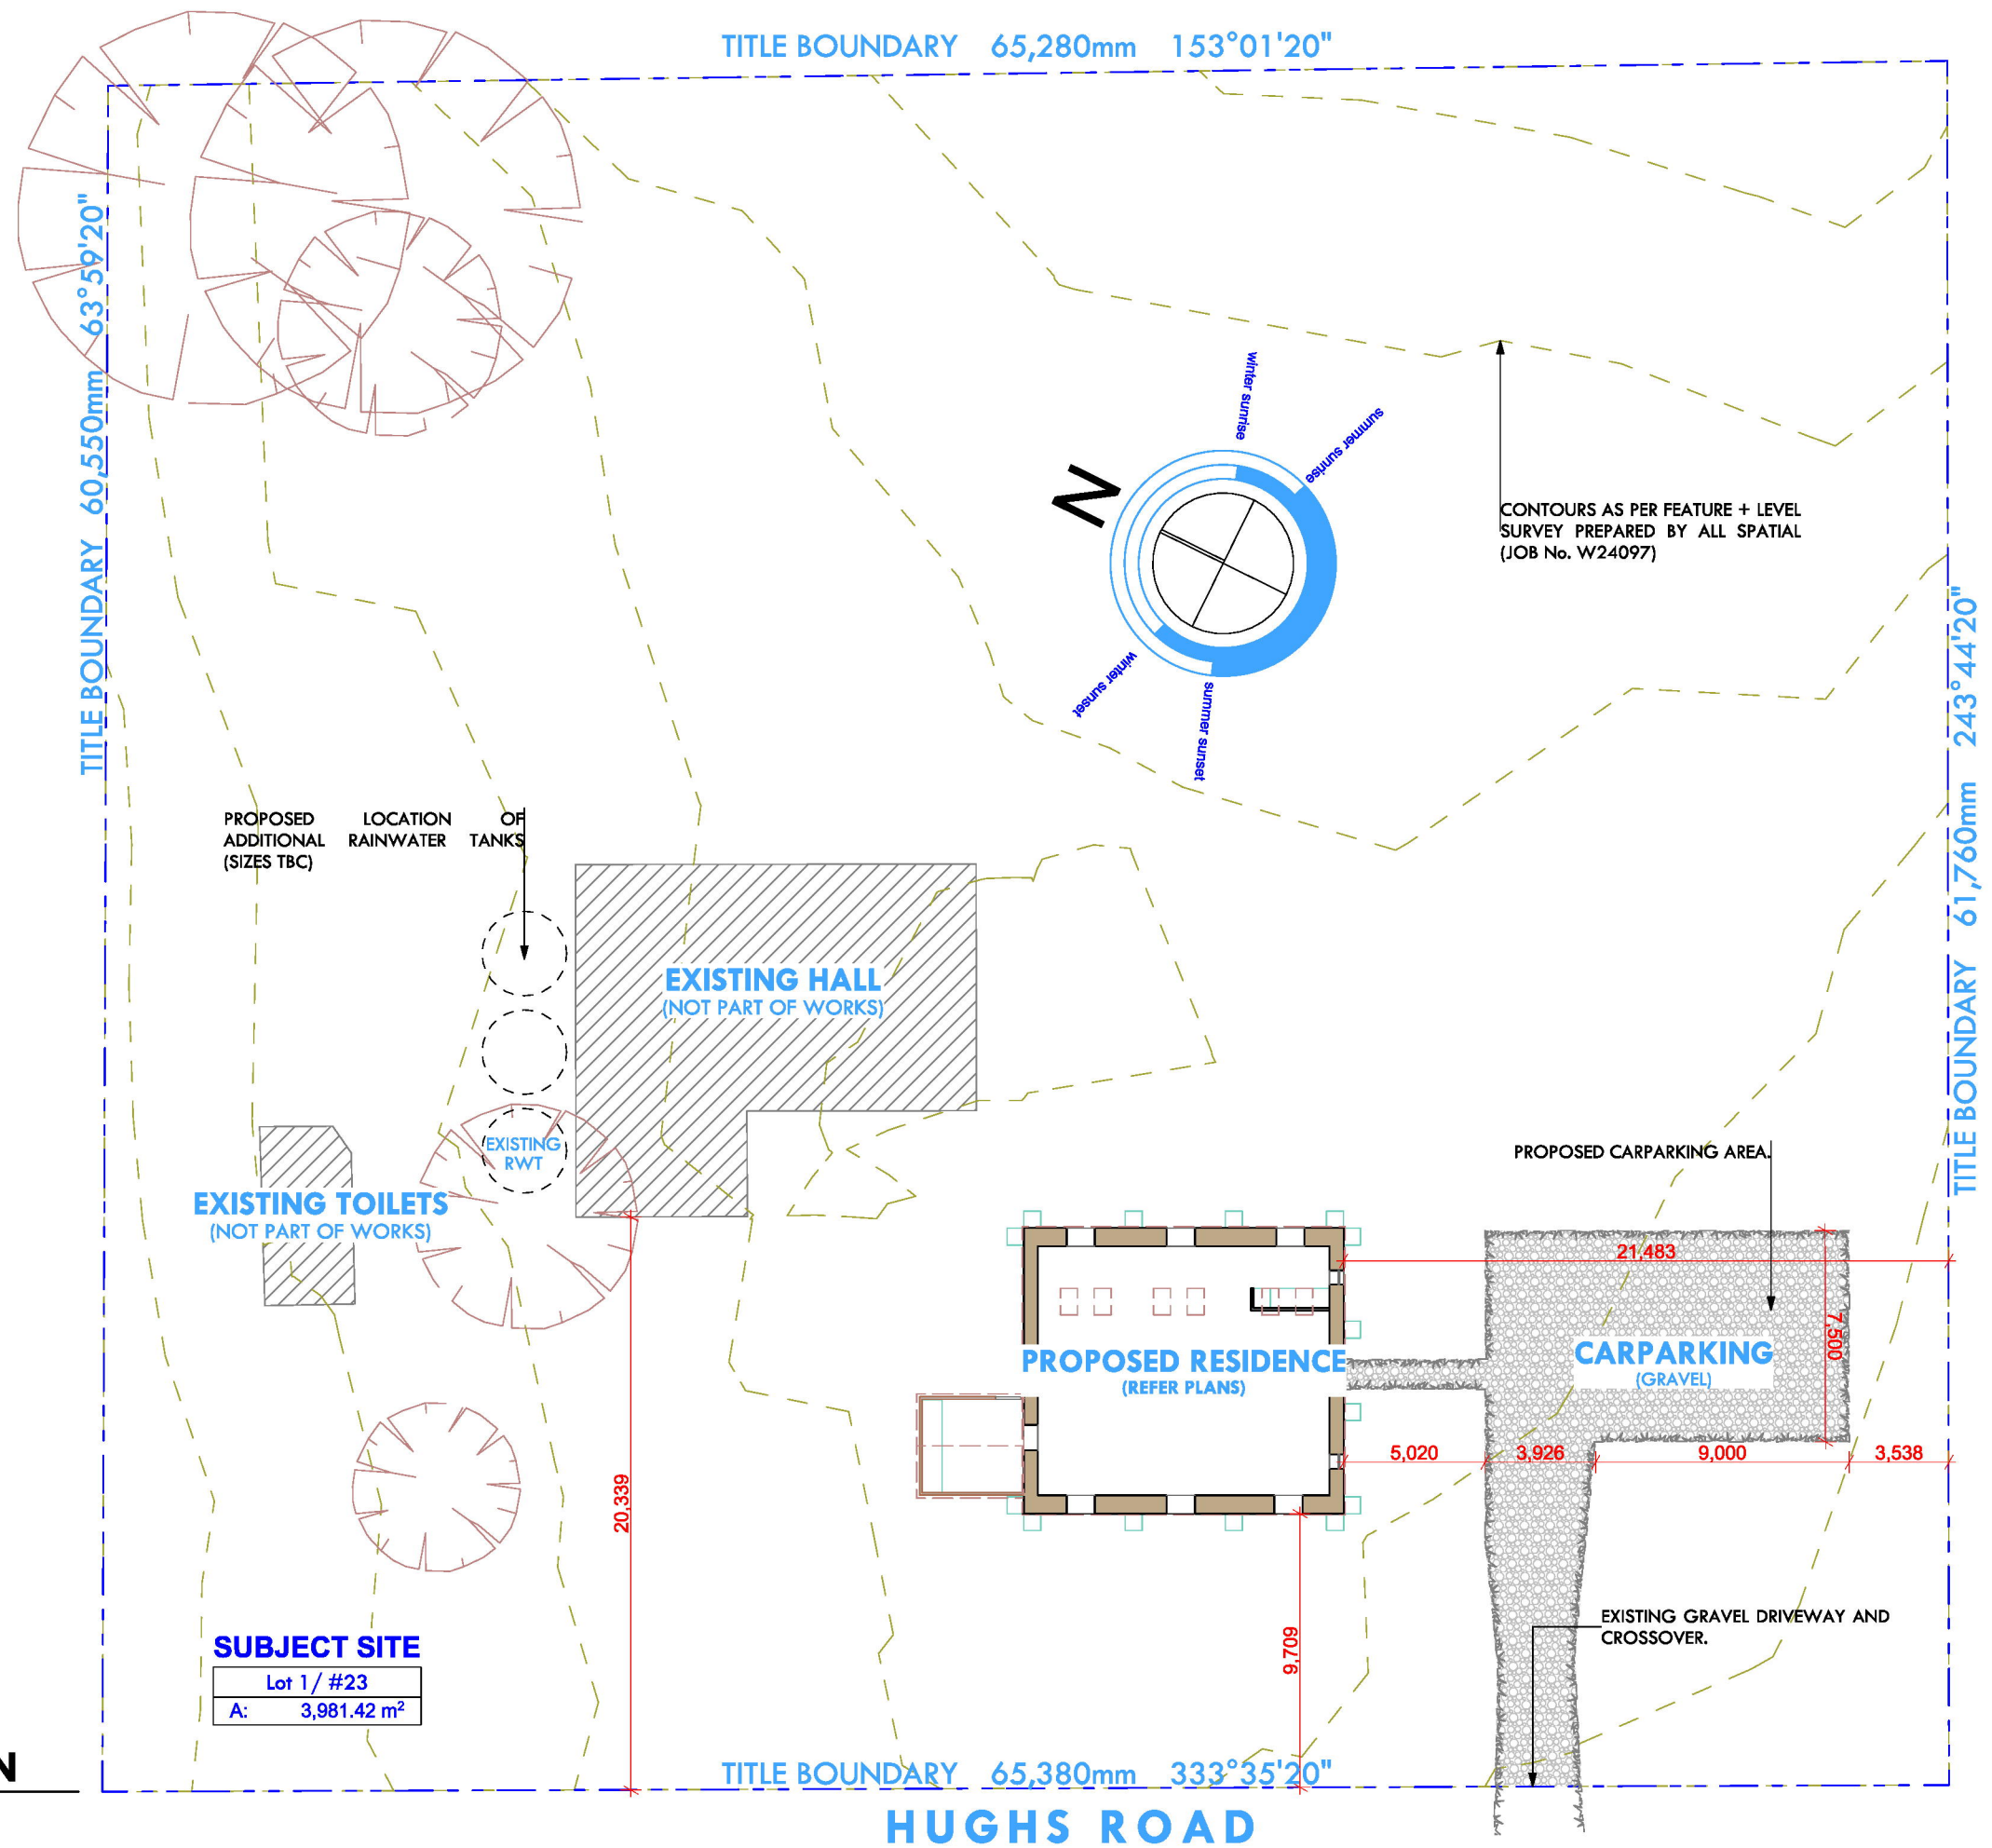 TITLE BOUNDARY 65,280mm 153°01'20"
TITLE BOUNDARY 60,550mm 63°59'20"
winter sunrise
summer sunrise
N
winter sunset
summer sunset
CONTOURS AS PER FEATURE + LEVEL
SURVEY PREPARED BY ALL SPATIAL
(JOB No. W24097)
TITLE BOUNDARY 61,760mm 243°44'20"
PROPOSED LOCATION OF
ADDITIONAL RAINWATER TANKS
(SIZES TBC)
EXISTING HALL
(NOT PART OF WORKS)
EXISTING
RWT
EXISTING TOILETS
(NOT PART OF WORKS)
PROPOSED CARPARKING AREA.
21,483
7,500
PROPOSED RESIDENCE
(REFER PLANS)
CARPARKING
(GRAVEL)
5,020
3,926
9,000
3,538
20,339
9,709
EXISTING GRAVEL DRIVEWAY AND
CROSSOVER.
SUBJECT SITE
Lot 1/ #23
A: 3,981.42 m²
N
TITLE BOUNDARY 65,380mm 333°35'20"
HUGHS ROAD